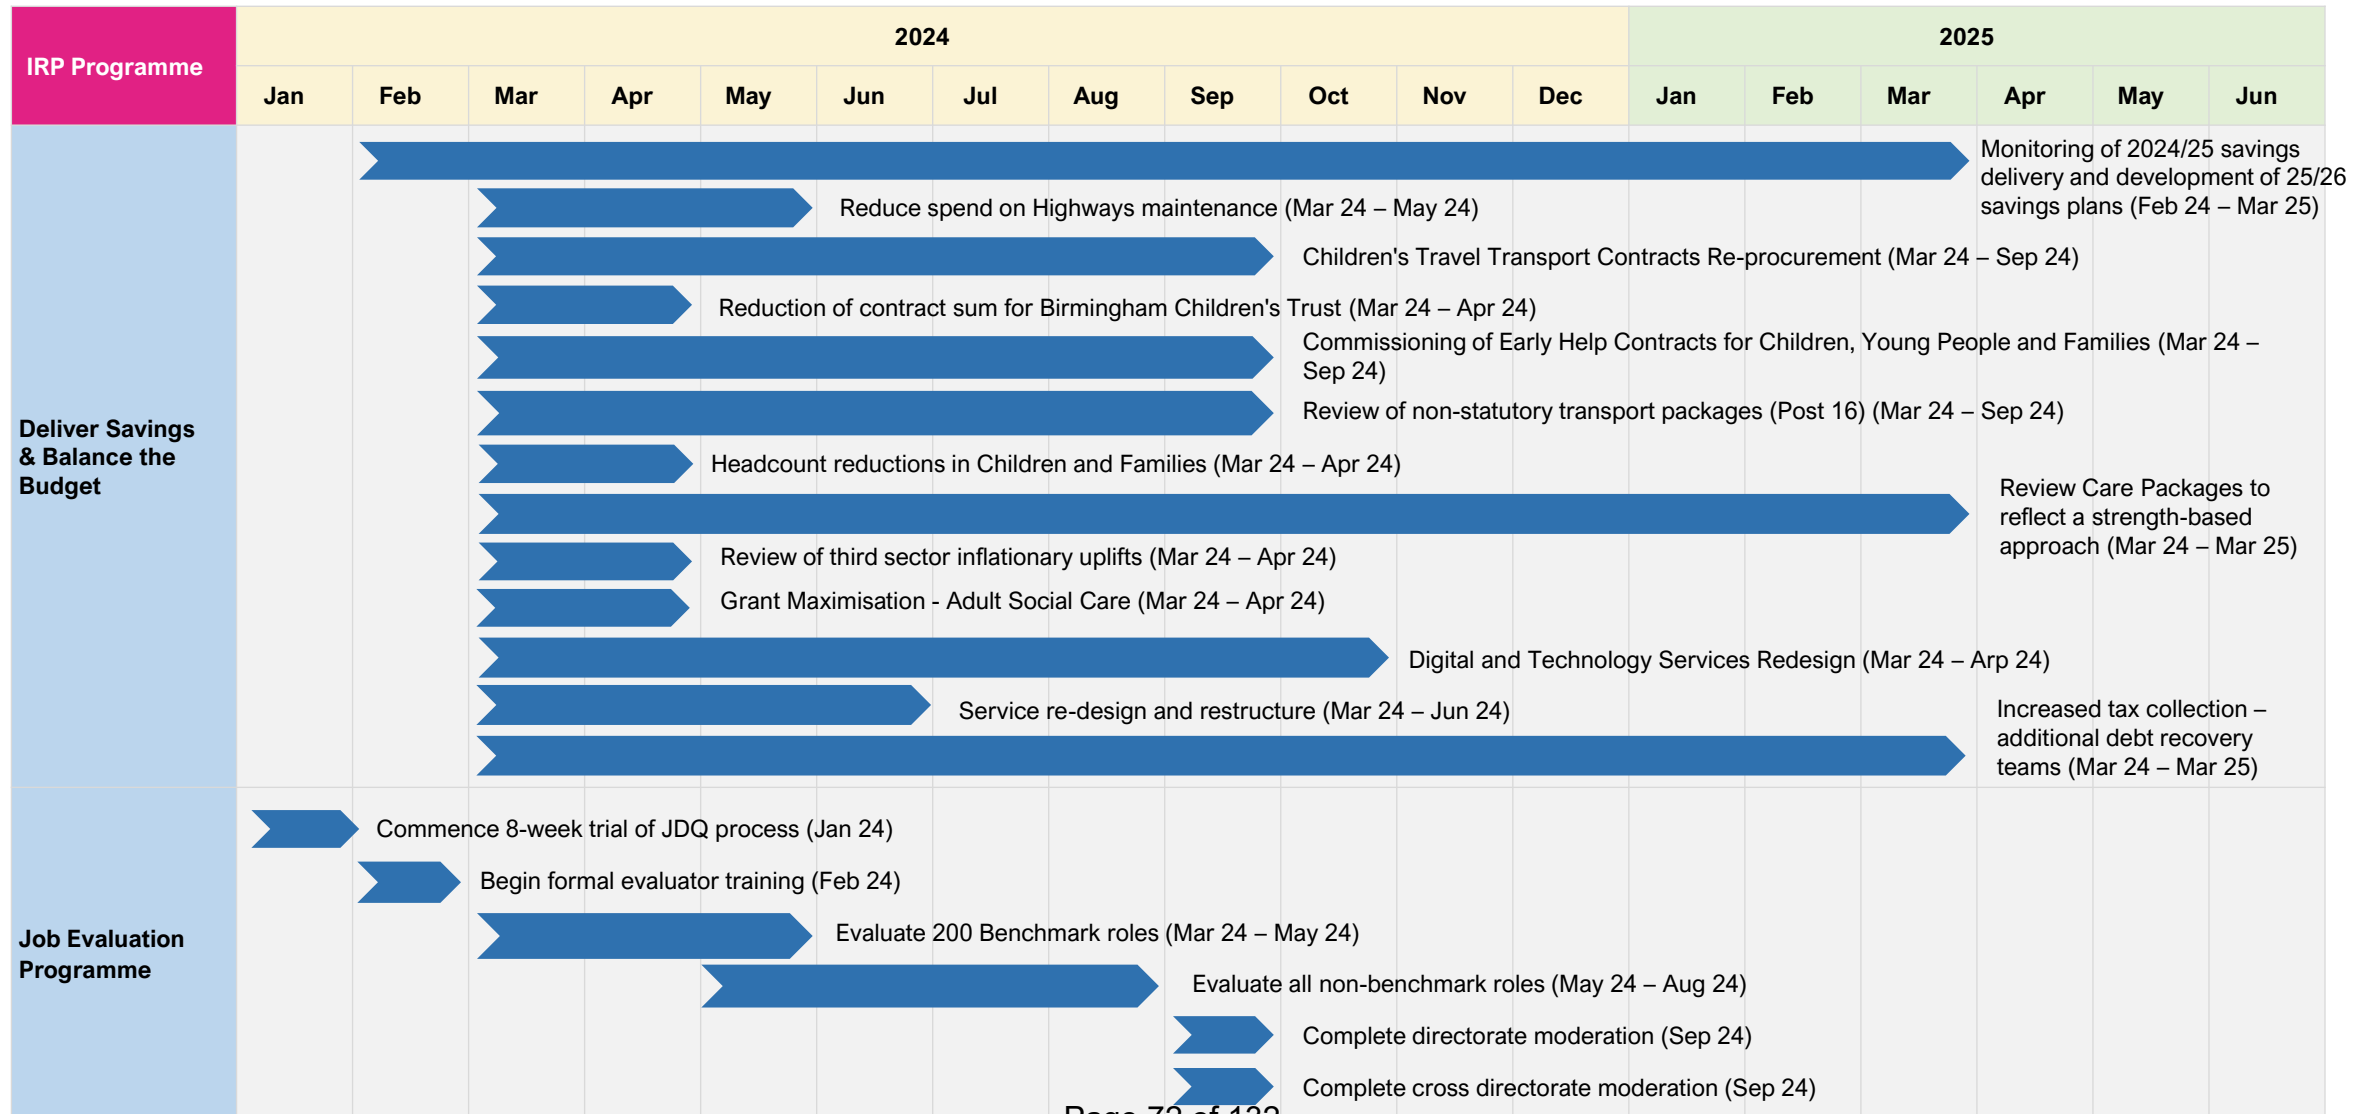 IRP Programme
2024
2025
Jan Feb Mar Apr May Jun Jul Aug Sep Oct Nov Dec Jan Feb Mar Apr May Jun
Deliver Savings
& Balance the
Budget
Monitoring of 2024/25 savings
delivery and development of 25/26
savings plans (Feb 24 – Mar 25)
Reduce spend on Highways maintenance (Mar 24 – May 24)
Children's Travel Transport Contracts Re-procurement (Mar 24 – Sep 24)
Reduction of contract sum for Birmingham Children's Trust (Mar 24 – Apr 24)
Commissioning of Early Help Contracts for Children, Young People and Families (Mar 24 –
Sep 24)
Review of non-statutory transport packages (Post 16) (Mar 24 – Sep 24)
Headcount reductions in Children and Families (Mar 24 – Apr 24)
Review Care Packages to
reflect a strength-based
approach (Mar 24 – Mar 25)
Review of third sector inflationary uplifts (Mar 24 – Apr 24)
Grant Maximisation - Adult Social Care (Mar 24 – Apr 24)
Digital and Technology Services Redesign (Mar 24 – Arp 24)
Service re-design and restructure (Mar 24 – Jun 24)
Increased tax collection –
additional debt recovery
teams (Mar 24 – Mar 25)
Job Evaluation
Programme
Commence 8-week trial of JDQ process (Jan 24)
Begin formal evaluator training (Feb 24)
Evaluate 200 Benchmark roles (Mar 24 – May 24)
Evaluate all non-benchmark roles (May 24 – Aug 24)
Complete directorate moderation (Sep 24)
Complete cross directorate moderation (Sep 24)
Page 72 of 132